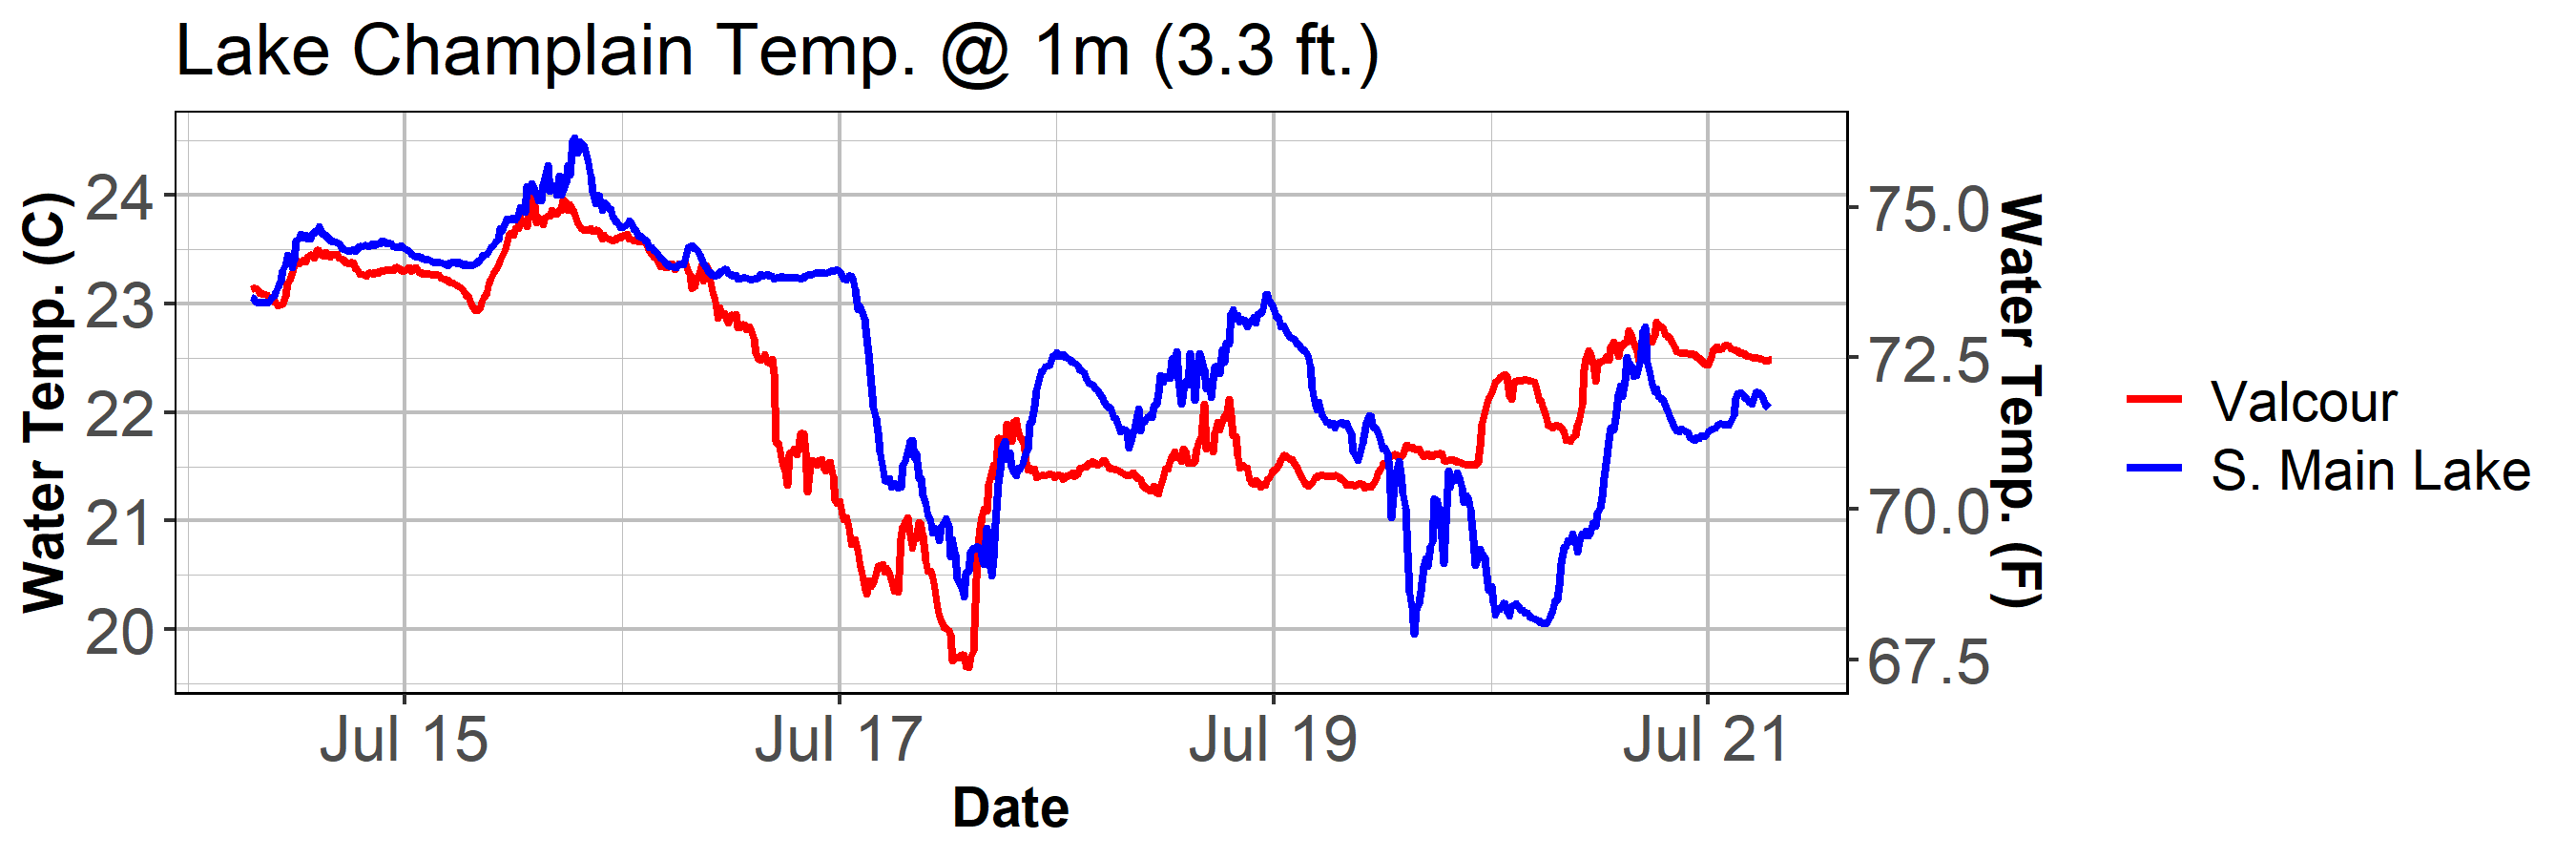 Lake Champlain Temp. @ 1m (3.3 ft.)
Water Temp. (C)
24
23
22
21
20
75.0
72.5
70.0
67.5
Water Temp. (F)
Jul 15
Jul 17
Jul 19
Jul 21
Date
Valcour
S. Main Lake